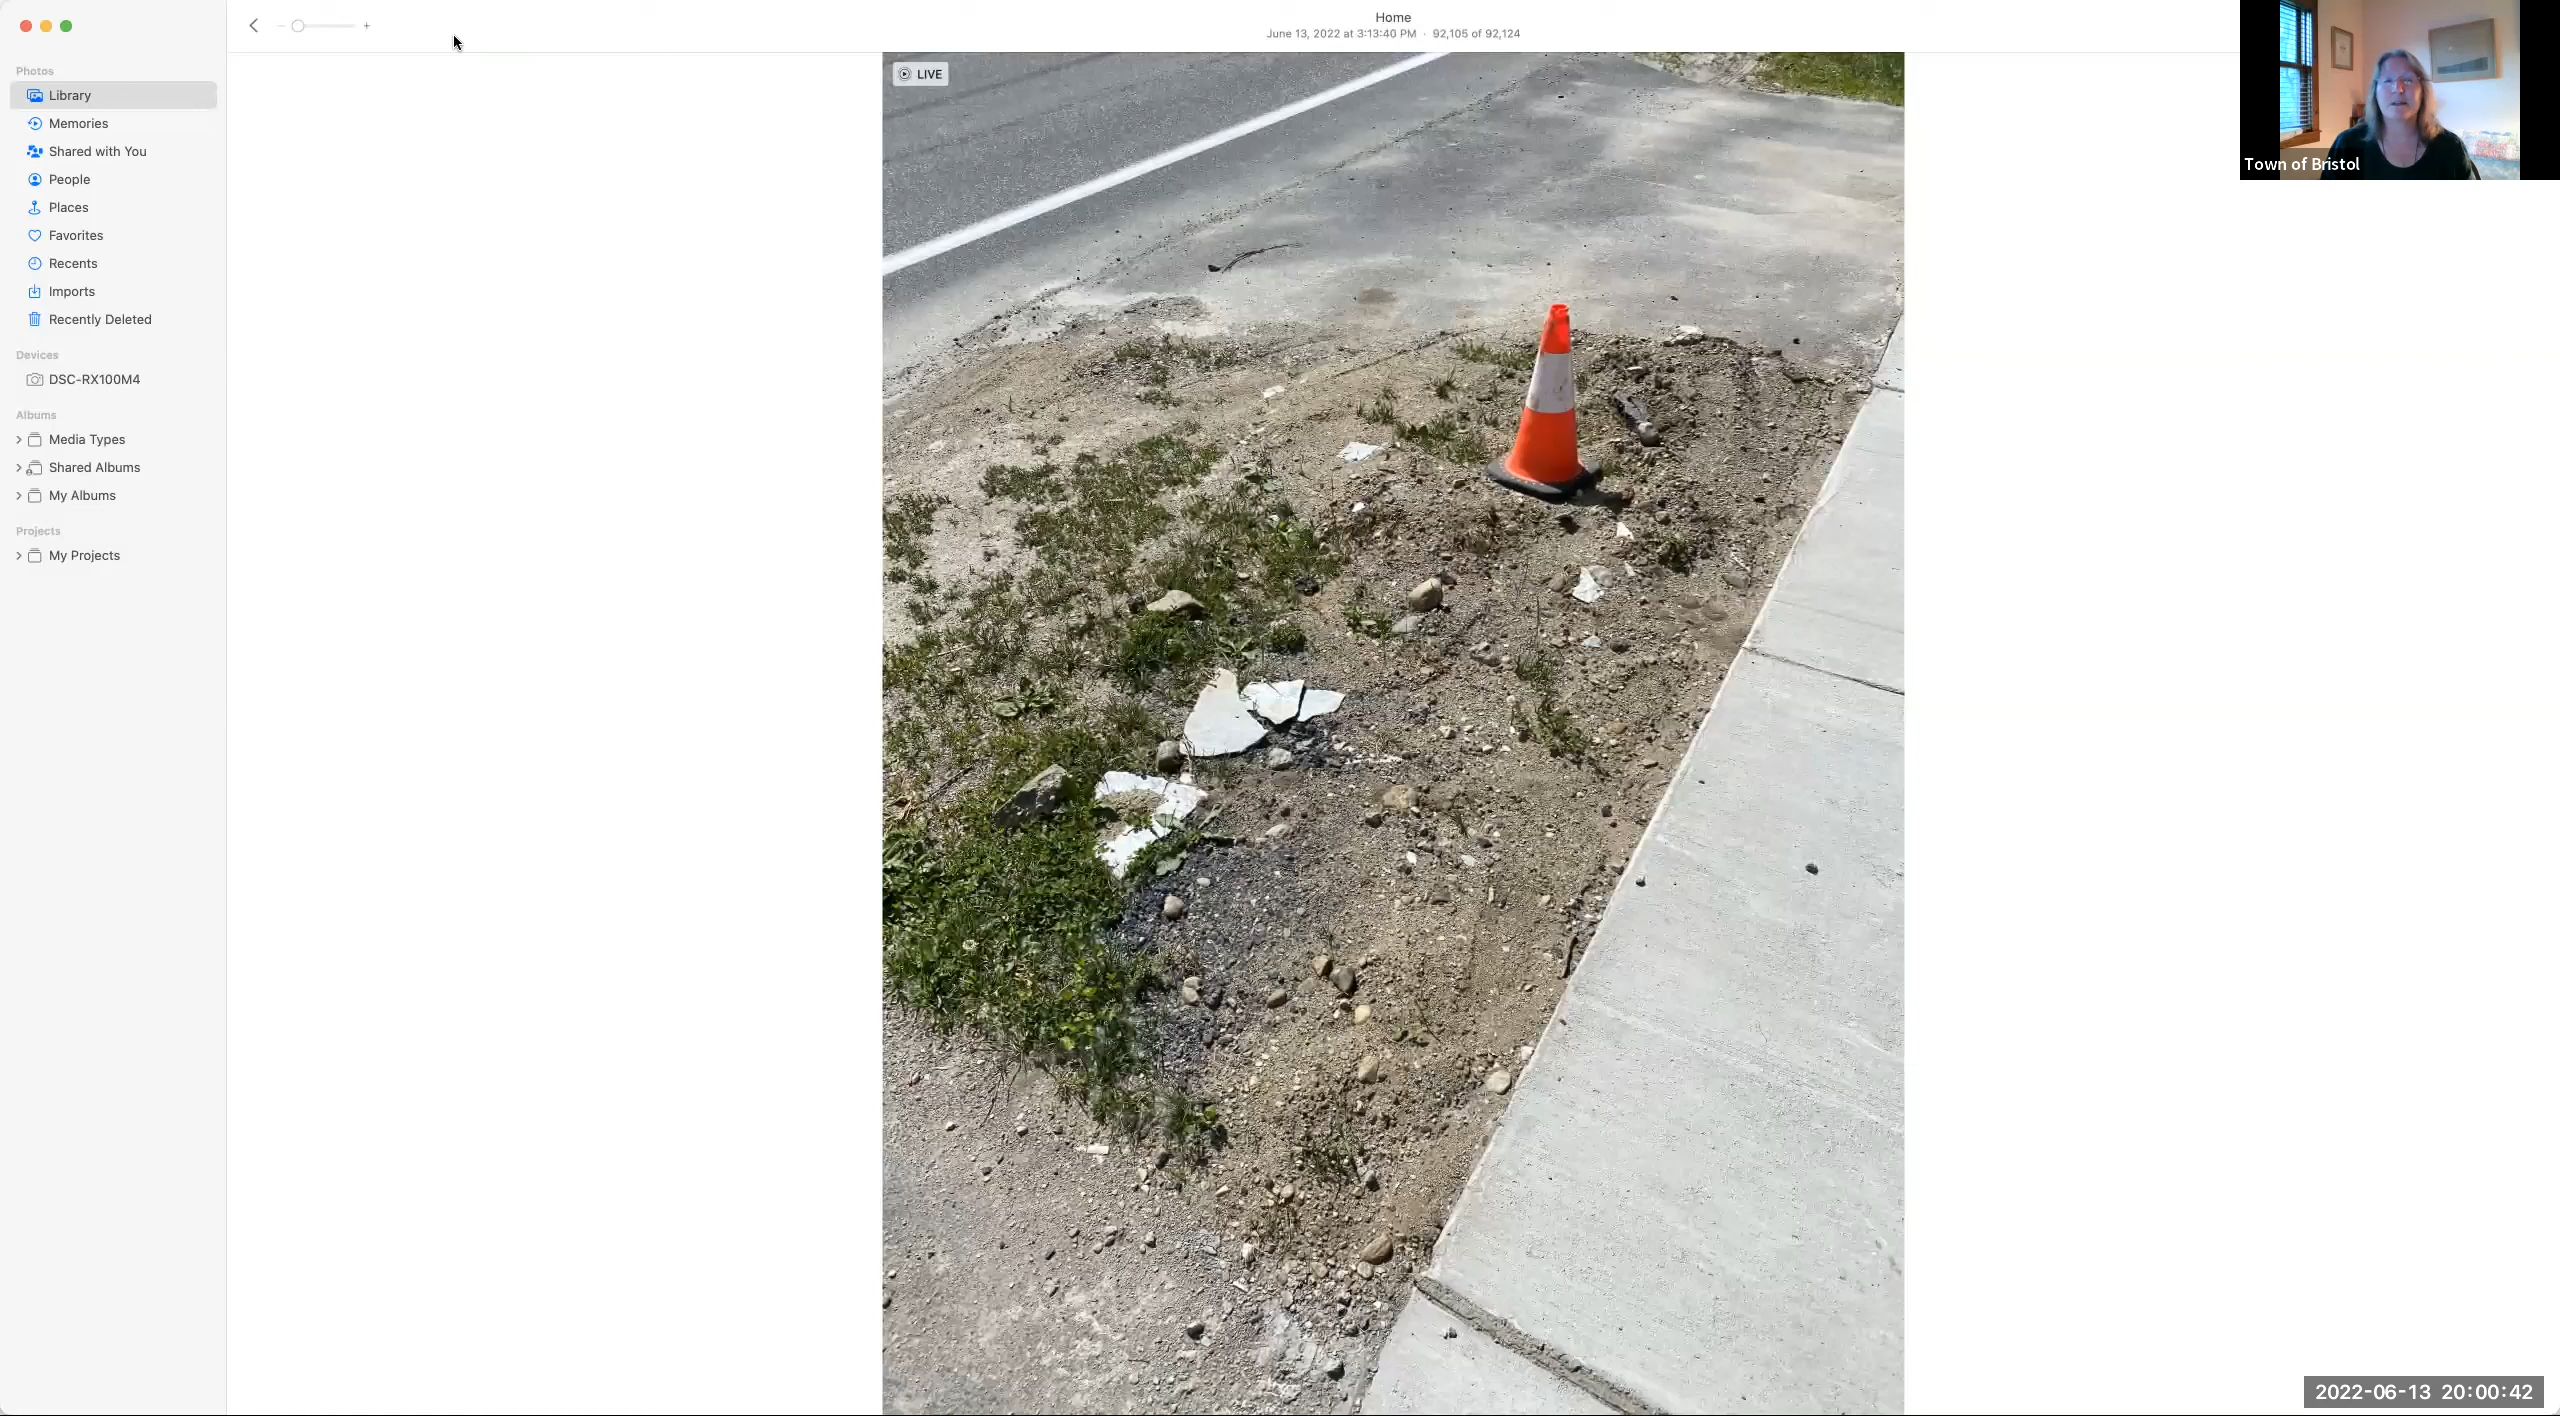 Home
June 13, 2022 at 3:13:40 PM · 92,105 of 92,124
Photos
Library
Memories
Shared with You
People
Places
Favorites
Recents
Imports
Recently Deleted
Devices
DSC-RX100M4
Albums
Media Types
Shared Albums
My Albums
Projects
My Projects
LIVE
Town of Bristol
2022-06-13 20:00:42